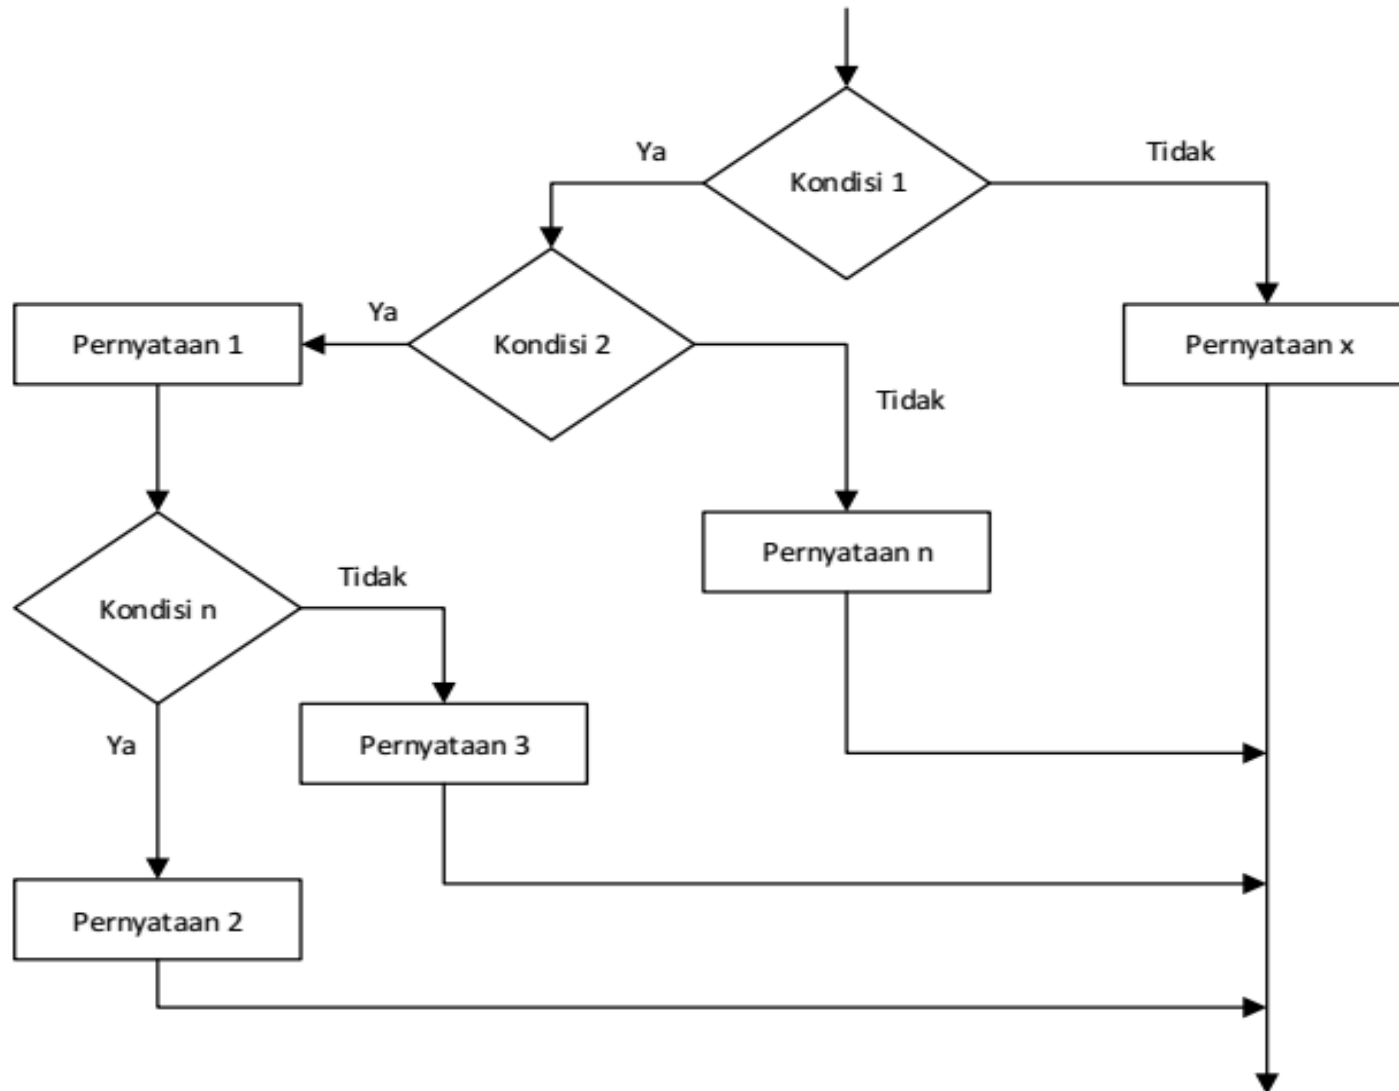 Ya
Tidak
Kondisi 1
Ya
Pernyataan 1
Kondisi 2
Pernyataan x
Tidak
Pernyataan n
Tidak
Kondisi n
Ya
Pernyataan 3
Pernyataan 2